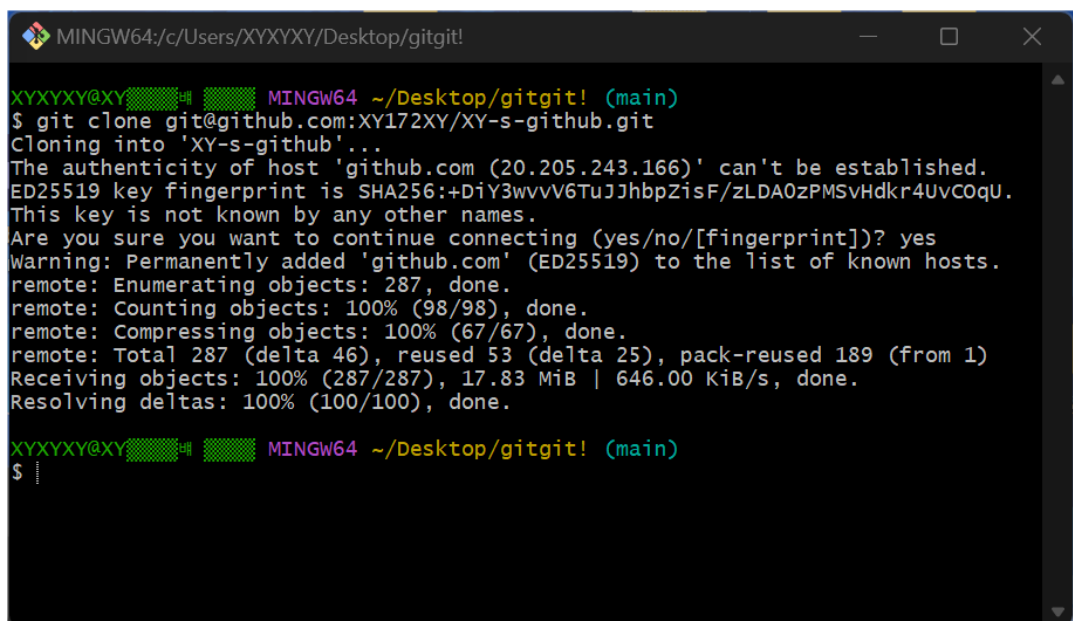 MINGW64:/c/Users/XYXYXY/Desktop/gitgit!
XYXYXY@XY▒▒▒▒배 ▒▒▒▒ MINGW64 ~/Desktop/gitgit! (main)
$ git clone git@github.com:XY172XY/XY-s-github.git
Cloning into 'XY-s-github'...
The authenticity of host 'github.com (20.205.243.166)' can't be established.
ED25519 key fingerprint is SHA256:+DiY3wvvV6TuJJhbpZisF/zLDA0zPMSvHdkr4UvCOqU.
This key is not known by any other names.
Are you sure you want to continue connecting (yes/no/[fingerprint])? yes
Warning: Permanently added 'github.com' (ED25519) to the list of known hosts.
remote: Enumerating objects: 287, done.
remote: Counting objects: 100% (98/98), done.
remote: Compressing objects: 100% (67/67), done.
remote: Total 287 (delta 46), reused 53 (delta 25), pack-reused 189 (from 1)
Receiving objects: 100% (287/287), 17.83 MiB | 646.00 KiB/s, done.
Resolving deltas: 100% (100/100), done.
XYXYXY@XY▒▒▒▒배 ▒▒▒▒ MINGW64 ~/Desktop/gitgit! (main)
$